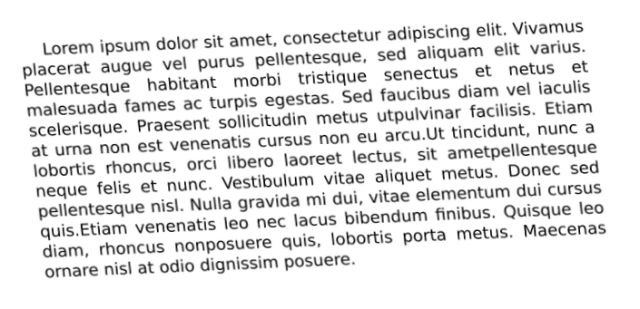 Lorem ipsum dolor sit amet, consectetur adipiscing elit. Vivamus
placerat augue vel purus pellentesque, sed aliquam elit varius.
Pellentesque habitant morbi tristique senectus et netus et
malesuada fames ac turpis egestas. Sed faucibus diam vel iaculis
scelerisque. Praesent sollicitudin metus utpulvinar facilisis. Etiam
at urna non est venenatis cursus non eu arcu.Ut tincidunt, nunc a
lobortis rhoncus, orci libero laoreet lectus, sit ametpellentesque
neque felis et nunc. Vestibulum vitae aliquet metus. Donec sed
pellentesque nisl. Nulla gravida mi dui, vitae elementum dui cursus
quis.Etiam venenatis leo nec lacus bibendum finibus. Quisque leo
diam, rhoncus nonposuere quis, lobortis porta metus. Maecenas
ornare nisl at odio dignissim posuere.